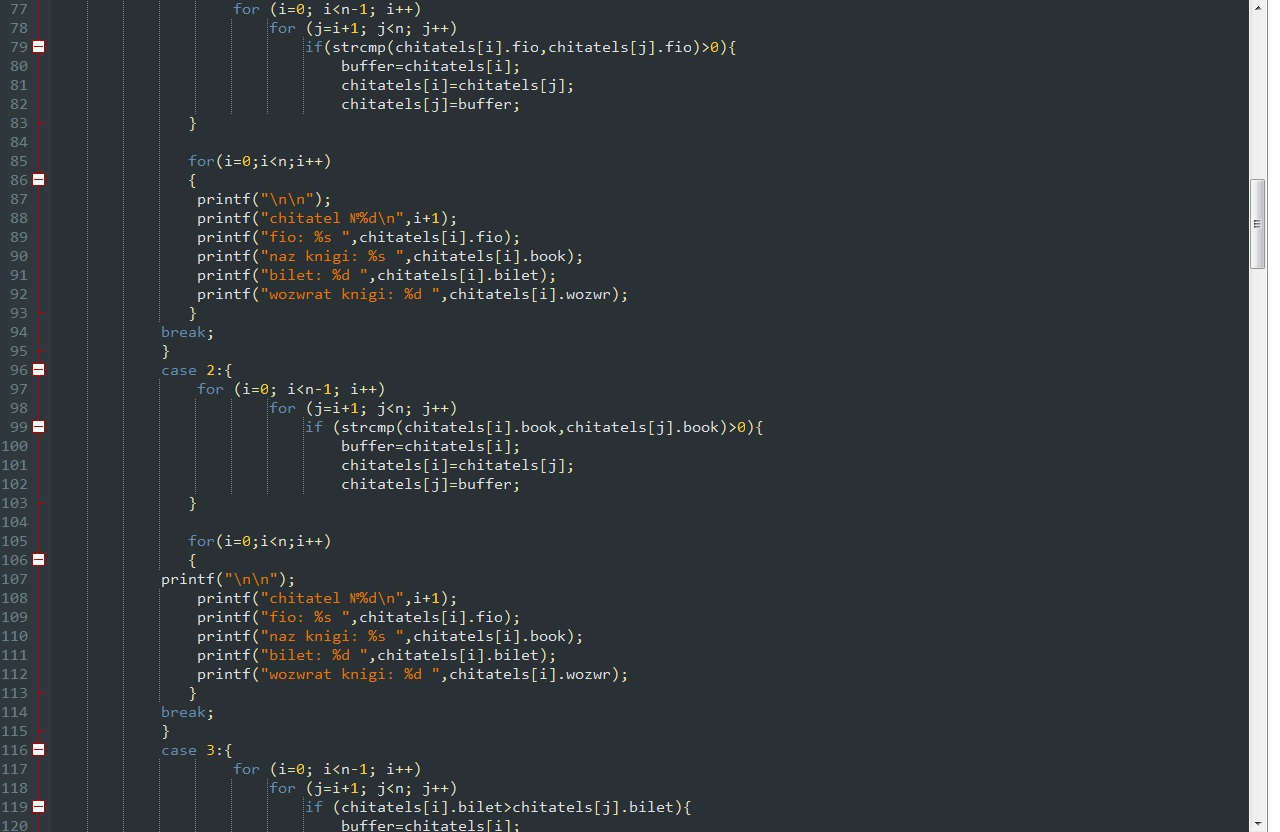 77 for (i=0; i<n-1; i++)
78 for (j=i+1; j<n; j++)
79 if(strcmp(chitatels[i].fio,chitatels[j].fio)>0){
80 buffer=chitatels[i];
81 chitatels[i]=chitatels[j];
82 chitatels[j]=buffer;
83 }
84
85 for(i=0;i<n;i++)
86 {
87 printf("\n\n");
88 printf("chitatel №%d\n",i+1);
89 printf("fio: %s ",chitatels[i].fio);
90 printf("naz knigi: %s ",chitatels[i].book);
91 printf("bilet: %d ",chitatels[i].bilet);
92 printf("wozwrat knigi: %d ",chitatels[i].wozwr);
93 }
94 break;
95 }
96 case 2:{
97 for (i=0; i<n-1; i++)
98 for (j=i+1; j<n; j++)
99 if (strcmp(chitatels[i].book,chitatels[j].book)>0){
100 buffer=chitatels[i];
101 chitatels[i]=chitatels[j];
102 chitatels[j]=buffer;
103 }
104
105 for(i=0;i<n;i++)
106 {
107 printf("\n\n");
108 printf("chitatel №%d\n",i+1);
109 printf("fio: %s ",chitatels[i].fio);
110 printf("naz knigi: %s ",chitatels[i].book);
111 printf("bilet: %d ",chitatels[i].bilet);
112 printf("wozwrat knigi: %d ",chitatels[i].wozwr);
113 }
114 break;
115 }
116 case 3:{
117 for (i=0; i<n-1; i++)
118 for (j=i+1; j<n; j++)
119 if (chitatels[i].bilet>chitatels[j].bilet){
120 buffer=chitatels[i];